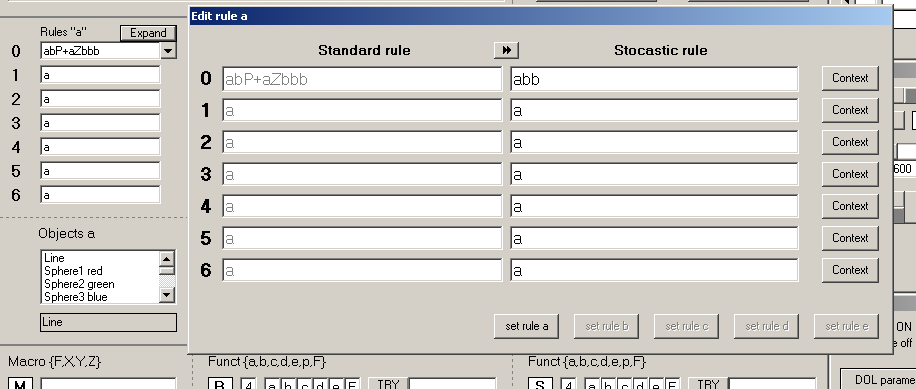 Edit rule a
Rules "a" Expand
Standard rule Stocastic rule
0 abP+aZbbb
1 a
2 a
3 a
4 a
5 a
6 a
0 abP+aZbbb abb Context
1 a a Context
2 a a Context
3 a a Context
4 a a Context
5 a a Context
6 a a Context
600
Objects a
Line
Sphere1 red
Sphere2 green
Sphere3 blue
Line
set rule a set rule b set rule c set rule d set rule e
ON
e off
Macro {F,X,Y,Z} Funct {a,b,c,d,e,p,F} Funct {a,b,c,d,e,p,F}
M B 4 a b c d e F TRY S 4 a b c d e F TRY
DOL parame